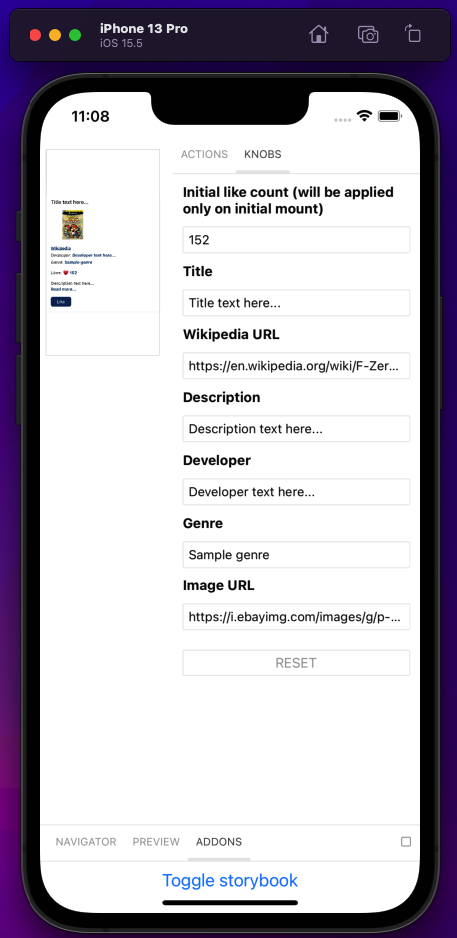 iPhone 13 Pro
iOS 15.5
11:08
ACTIONS
KNOBS
Title text here...
Wikipedia
Developer: Developer text here...
Genre: Sample genre
Likes: ❤️ 152
Description text here...
Read more...
Like
Initial like count (will be applied
only on initial mount)
152
Title
Title text here...
Wikipedia URL
https://en.wikipedia.org/wiki/F-Zer...
Description
Description text here...
Developer
Developer text here...
Genre
Sample genre
Image URL
https://i.ebayimg.com/images/g/p-...
RESET
NAVIGATOR
PREVIEW
ADDONS
Toggle storybook